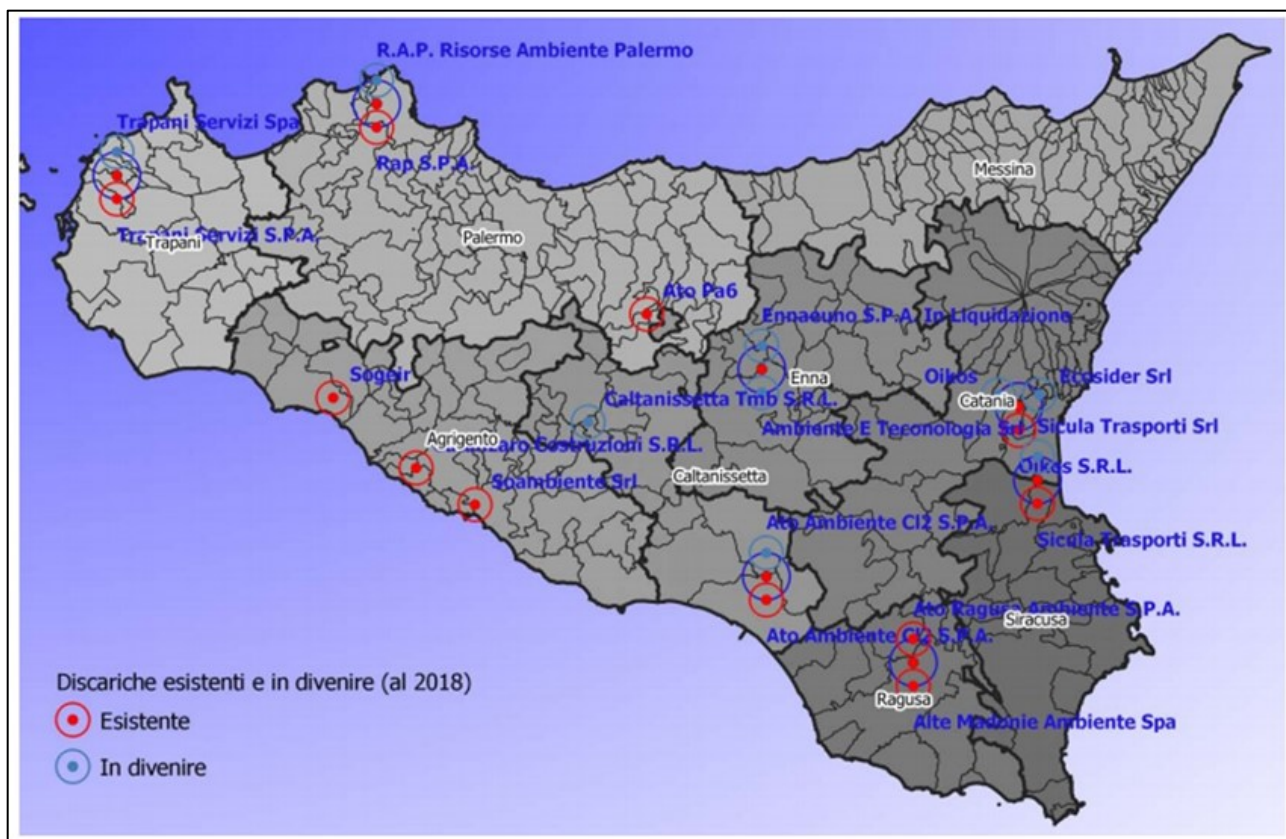 R.A.P. Risorse Ambiente Palermo
Trapani Servizi Spa
Rap S.P.A.
Messina
Trapani Servizi S.P.A.
Trapani
Palermo
Ato Pa6
Ennaeuno S.P.A. In Liquidazione
Sogeir
Enna
Oikos
Ecosider Srl
Caltanissetta Tmb S.R.L.
Catania
Ambiente E Teconologia Srl
Sicula Trasporti Srl
Agrigento
Costruzioni S.R.L.
Oikos S.R.L.
Caltanissetta
Soambiente Srl
Ato Ambiente Cl2 S.P.A.
Sicula Trasporti S.R.L.
Ato Ragusa Ambiente S.P.A.
Siracusa
Ato Ambiente Cl2 S.P.A.
Ragusa
Alte Madonie Ambiente Spa
Discariche esistenti e in divenire (al 2018)
Esistente
In divenire